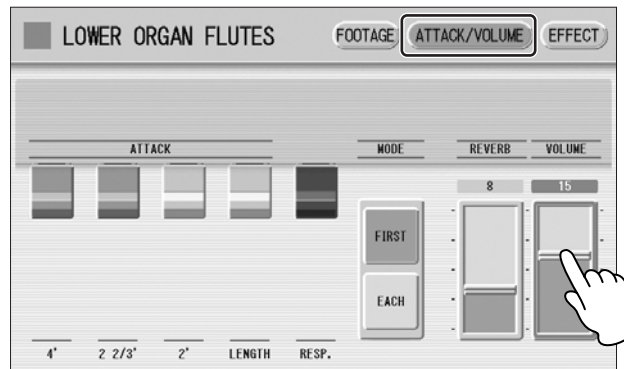 LOWER ORGAN FLUTES FOOTAGE ATTACK/VOLUME EFFECT
ATTACK MODE REVERB VOLUME
8 15
FIRST
EACH
4' 2 2/3' 2' LENGTH RESP.